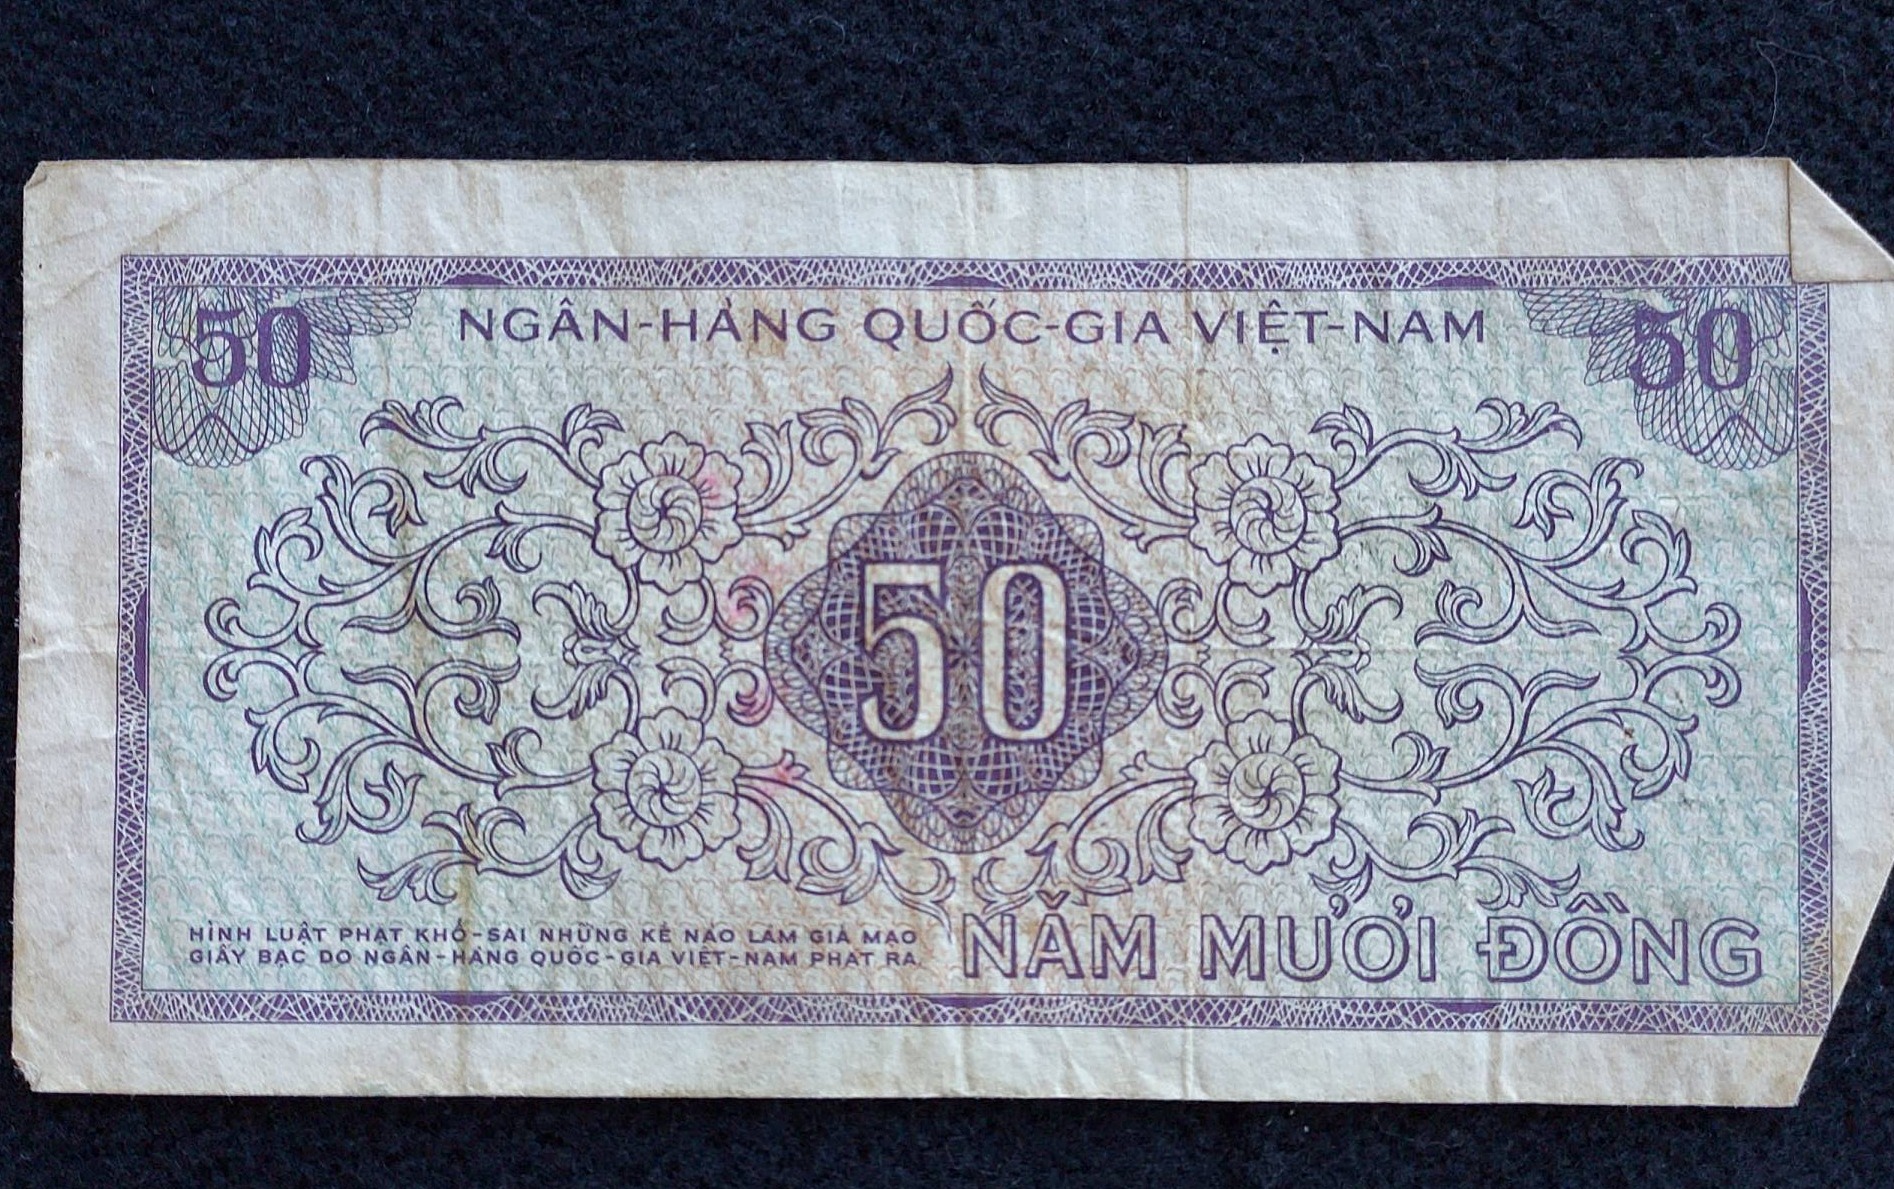 50 NGÂN-HÀNG QUỐC-GIA VIỆT-NAM 50
50
HÌNH LUẬT PHẠT KHỔ-SAI NHỮNG KẺ NÀO LÀM GIẢ MẠO
GIẤY BẠC DO NGÂN-HÀNG QUỐC-GIA VIỆT-NAM PHÁT RA.
NĂM MƯƠI ĐỒNG